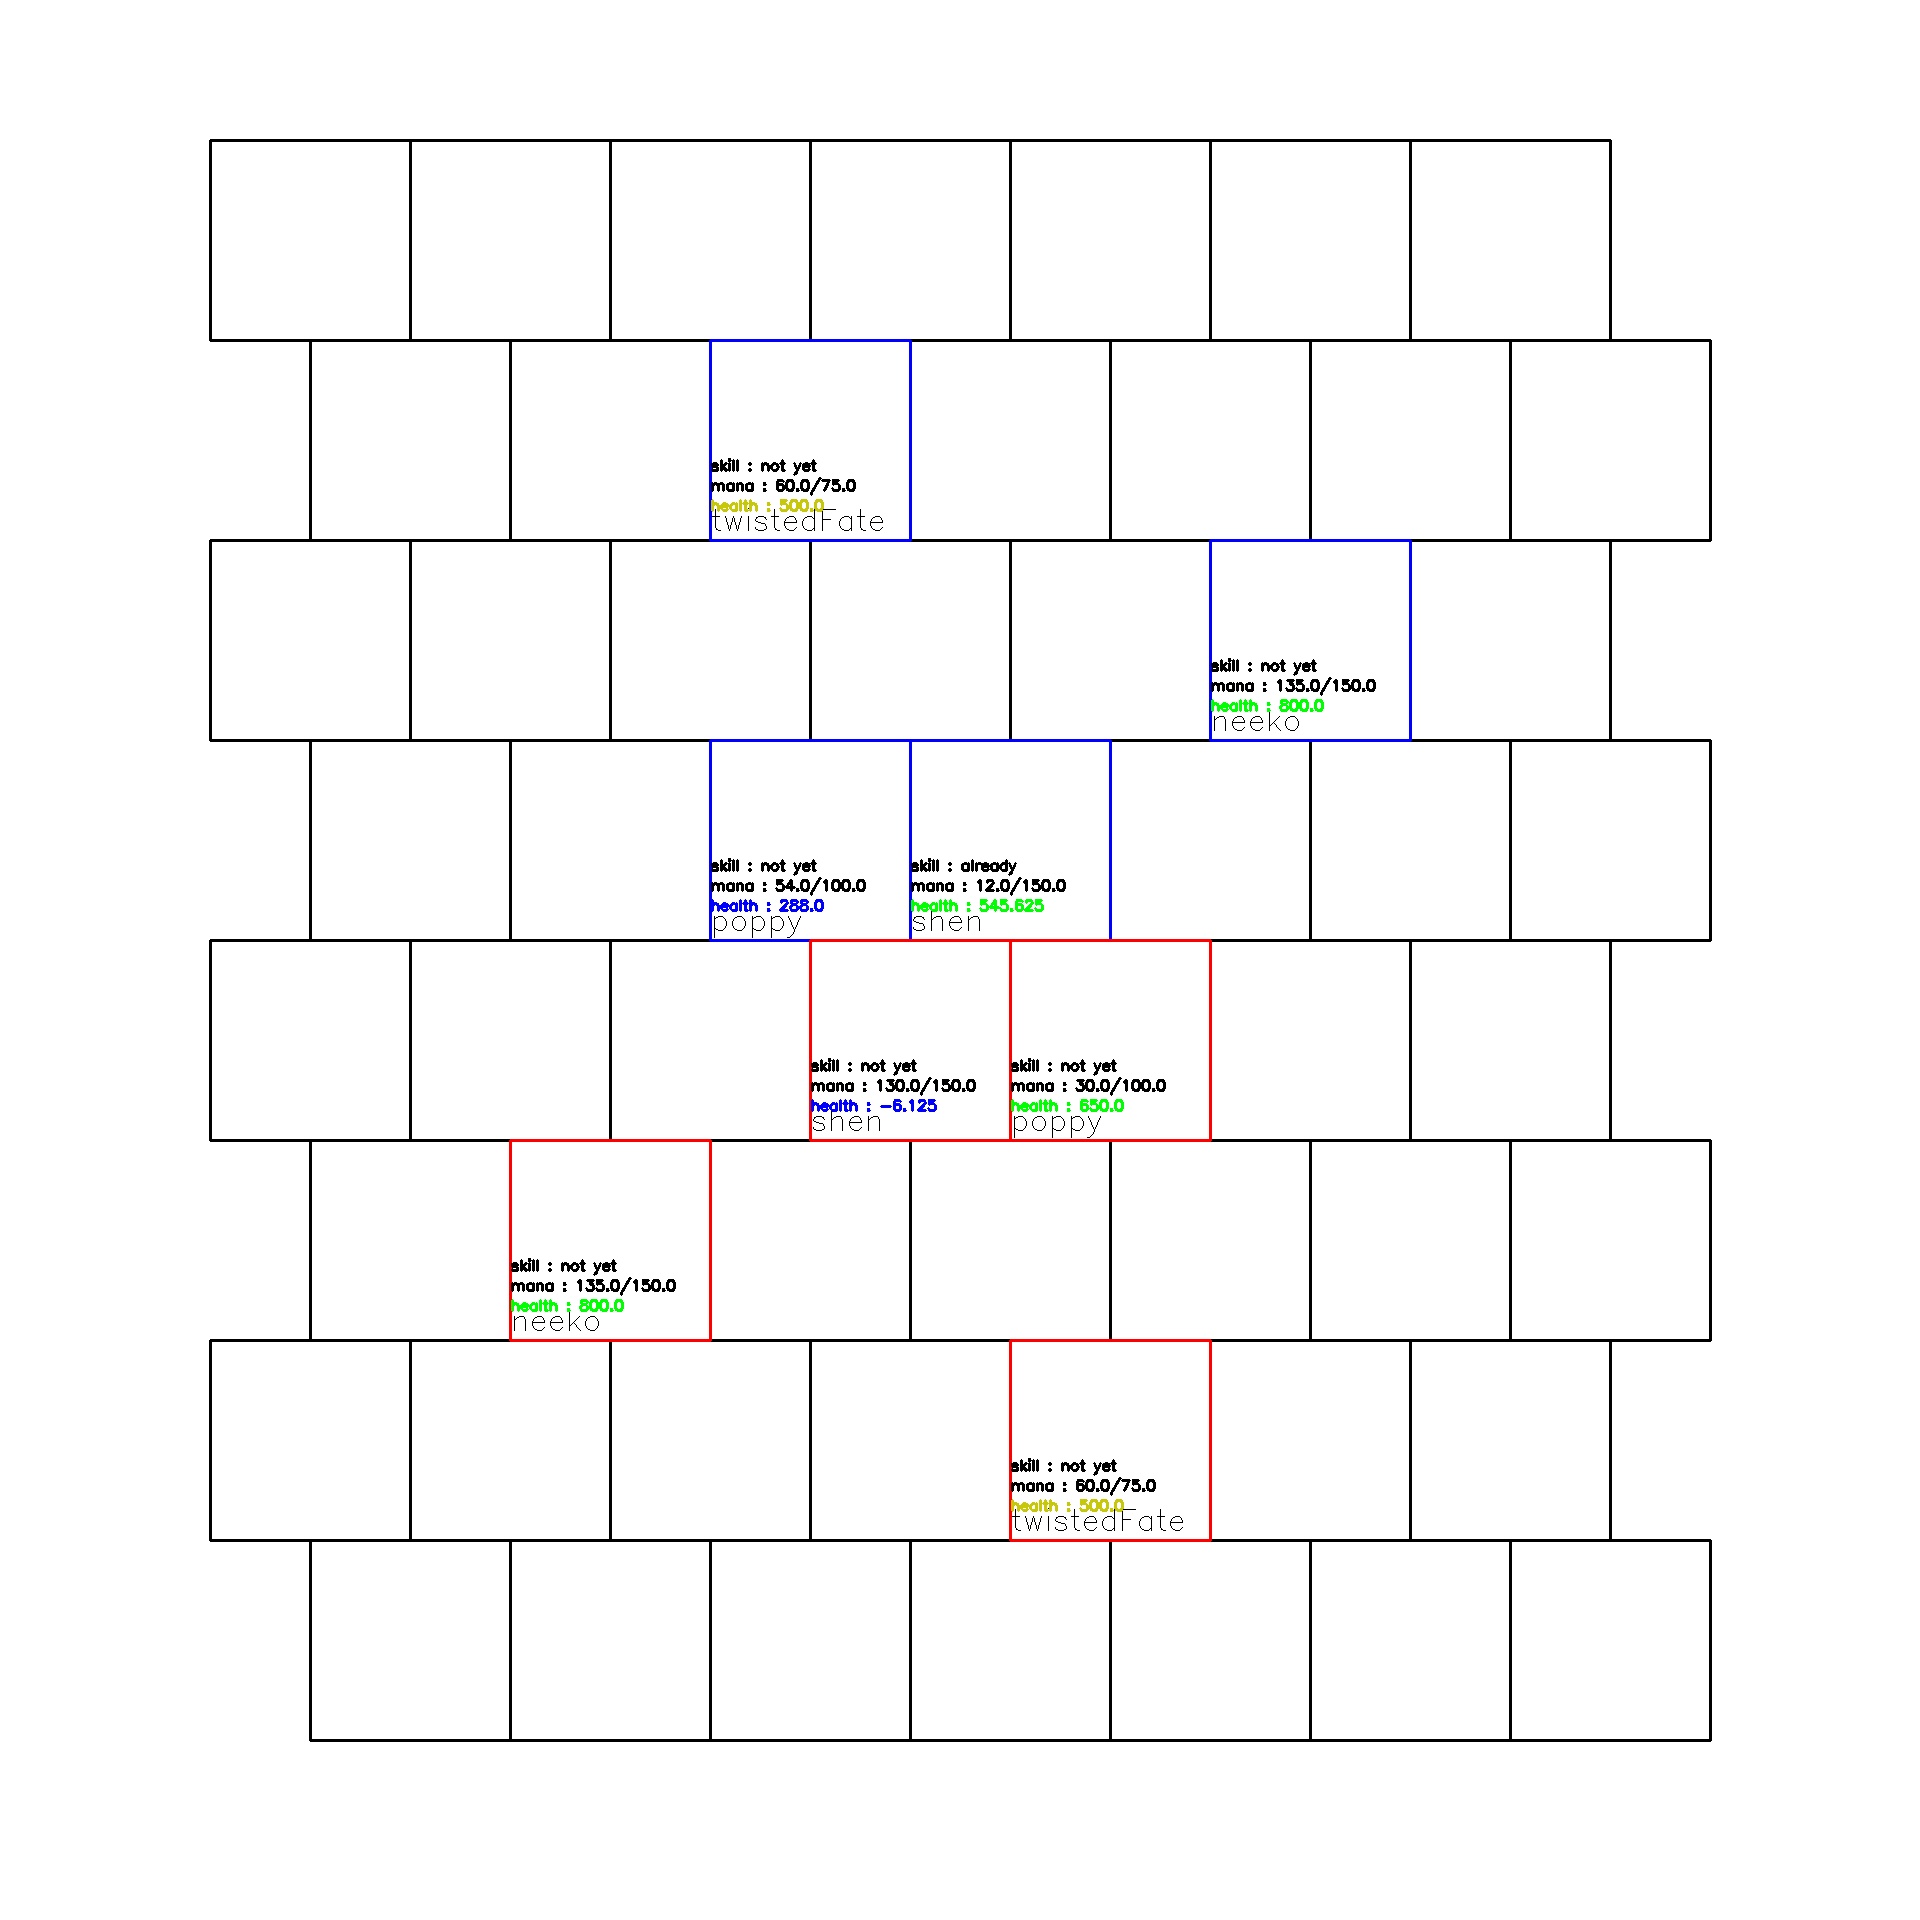 skill : not yet
mana : 60.0/75.0
health : 500.0
twistedFate
skill : not yet
mana : 135.0/150.0
health : 800.0
neeko
skill : not yet
mana : 54.0/100.0
health : 288.0
poppy
skill : already
mana : 12.0/150.0
health : 545.625
shen
skill : not yet
mana : 130.0/150.0
health : -6.125
shen
skill : not yet
mana : 30.0/100.0
health : 650.0
poppy
skill : not yet
mana : 135.0/150.0
health : 800.0
neeko
skill : not yet
mana : 60.0/75.0
health : 500.0
twistedFate